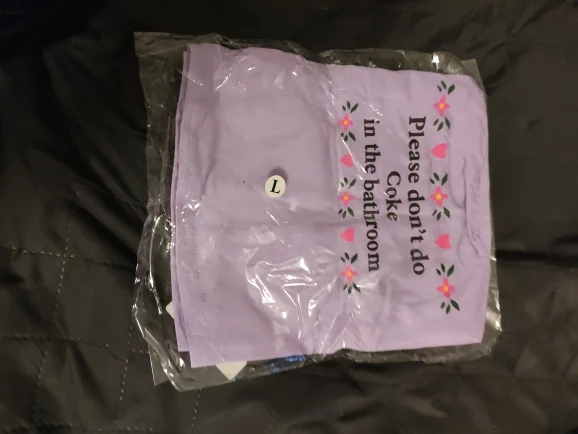 Please don't do
Coke
in the bathroom
L